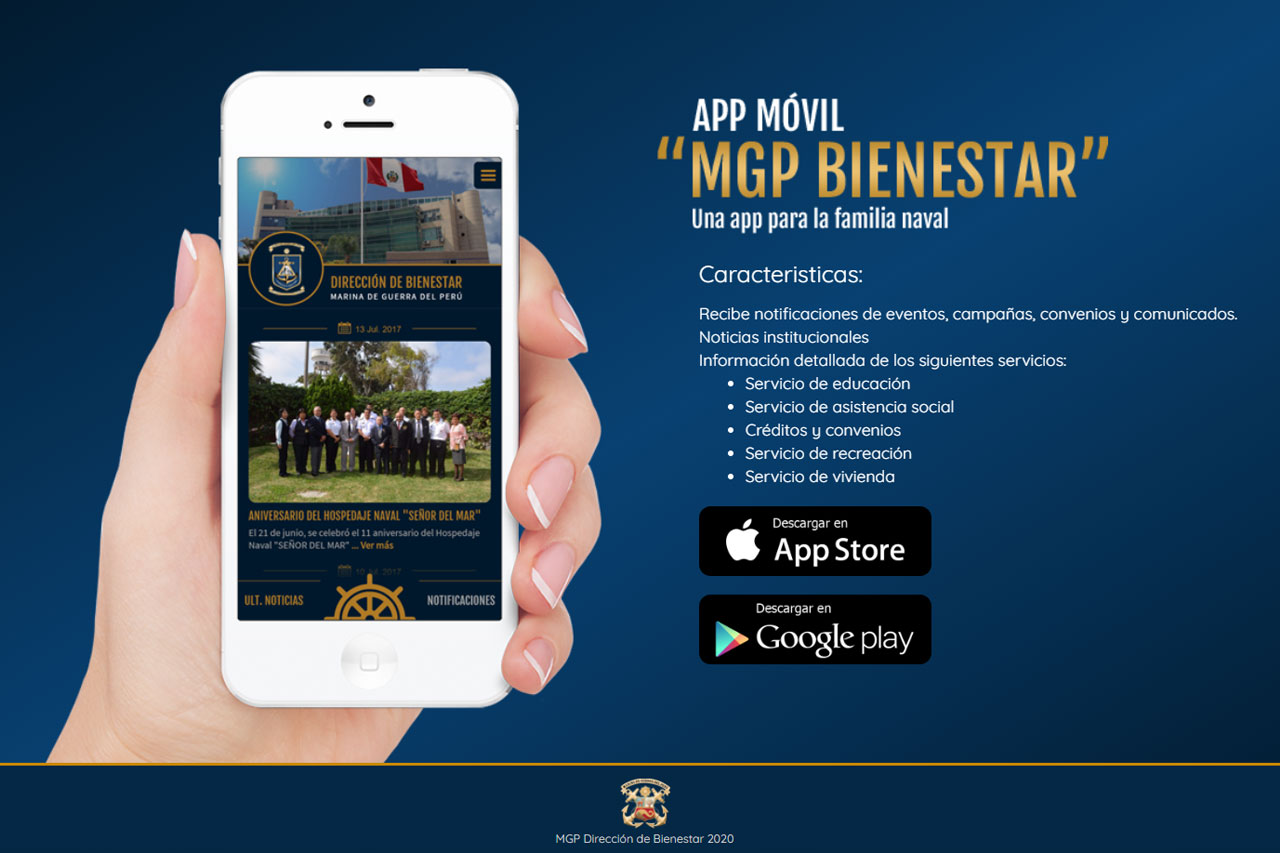 APP MÓVIL
“MGP BIENESTAR”
Una app para la familia naval
Caracteristicas:
Recibe notificaciones de eventos, campañas, convenios y comunicados.
Noticias institucionales
Información detallada de los siguientes servicios:
• Servicio de educación
• Servicio de asistencia social
• Créditos y convenios
• Servicio de recreación
• Servicio de vivienda
Descargar en
App Store
Descargar en
Google play
DIRECCIÓN DE BIENESTAR
MARINA DE GUERRA DEL PERÚ
13 Jul. 2017
ANIVERSARIO DEL HOSPEDAJE NAVAL "SEÑOR DEL MAR"
El 21 de junio, se celebró el 11 aniversario del Hospedaje
Naval "SEÑOR DEL MAR" ... Ver más
10 Jul. 2017
ULT. NOTICIAS
NOTIFICACIONES
MGP Dirección de Bienestar 2020